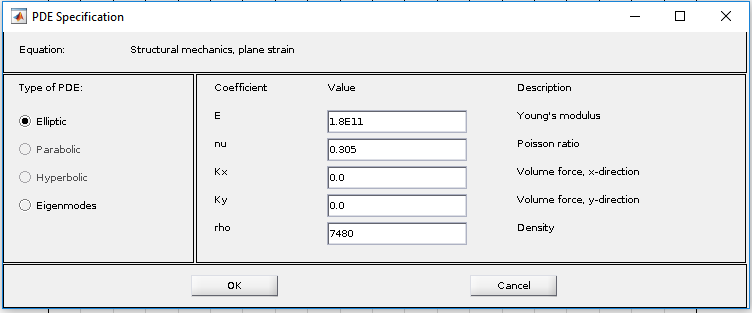 PDE Specification
Equation: Structural mechanics, plane strain
Type of PDE:
Elliptic
Parabolic
Hyperbolic
Eigenmodes
Coefficient Value Description
E 1.8E11 Young's modulus
nu 0.305 Poisson ratio
Kx 0.0 Volume force, x-direction
Ky 0.0 Volume force, y-direction
rho 7480 Density
OK Cancel